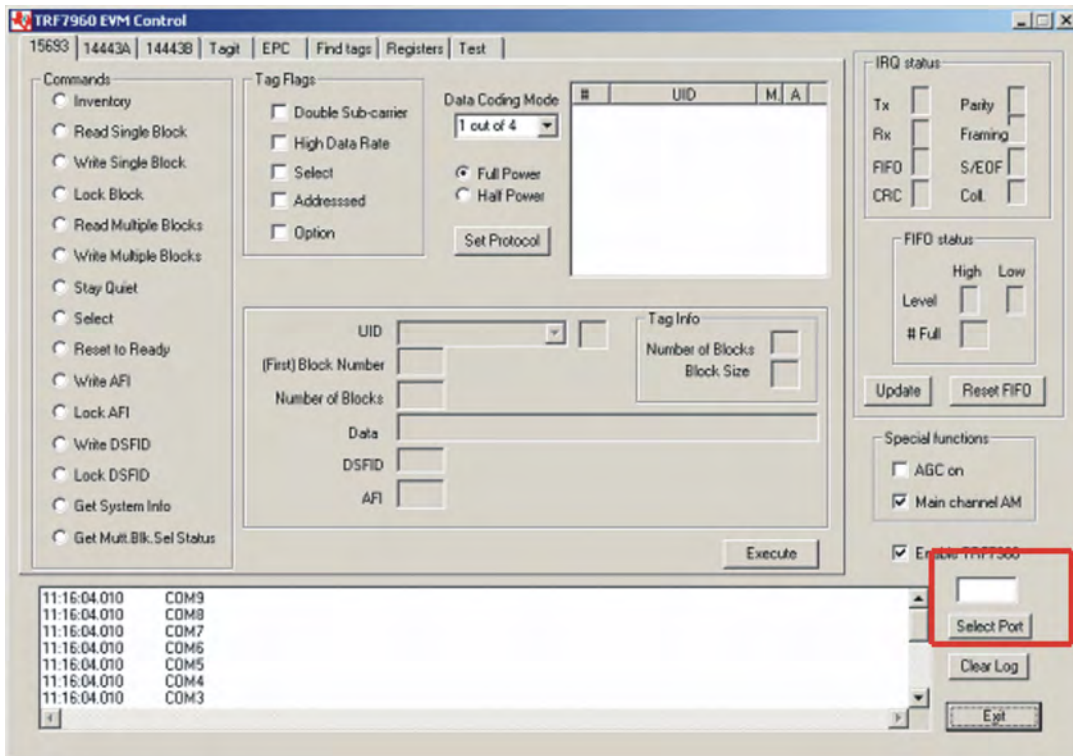 TRF7960 EVM Control
15693 14443A 14443B Tagit EPC Find tags Registers Test
Commands
Inventory
Read Single Block
Write Single Block
Lock Block
Read Multiple Blocks
Write Multiple Blocks
Stay Quiet
Select
Reset to Ready
Write AFI
Lock AFI
Write DSFID
Lock DSFID
Get System Info
Get Mutt.Blk.Sel Status
Tag Flags
Double Sub-carrier
High Data Rate
Select
Addresssed
Option
Data Coding Mode
1 out of 4
Full Power
Half Power
Set Protocol
# UID M. A
UID
(First) Block Number
Number of Blocks
Data
DSFID
AFI
Tag Info
Number of Blocks
Block Size
Execute
IRQ status
Tx Parity
Rx Framing
FIFO S/EOF
CRC Coll.
FIFO status
High Low
Level
# Full
Update Reset FIFO
Special functions
AGC on
Main channel AM
Enable TRF7960
Select Port
Clear Log
Exit
11:16:04.010 COM9
11:16:04.010 COM8
11:16:04.010 COM7
11:16:04.010 COM6
11:16:04.010 COM5
11:16:04.010 COM4
11:16:04.010 COM3